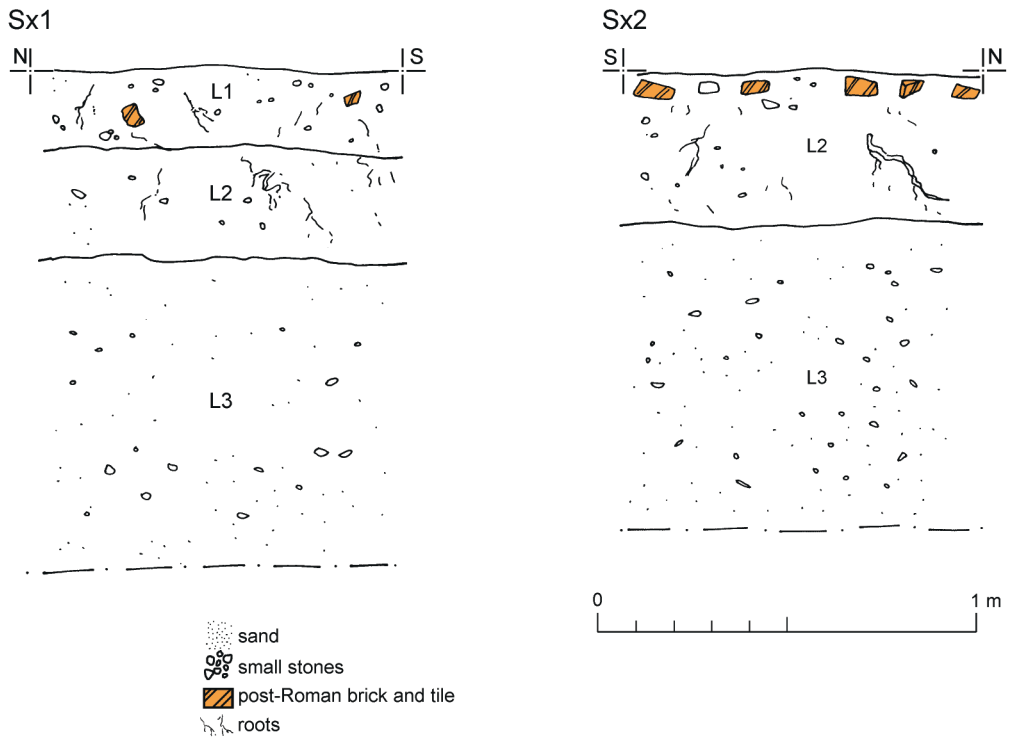 Sx1
Sx2
N
S
S
N
L1
L2
L2
L3
L3
0
1 m
sand
small stones
post-Roman brick and tile
roots